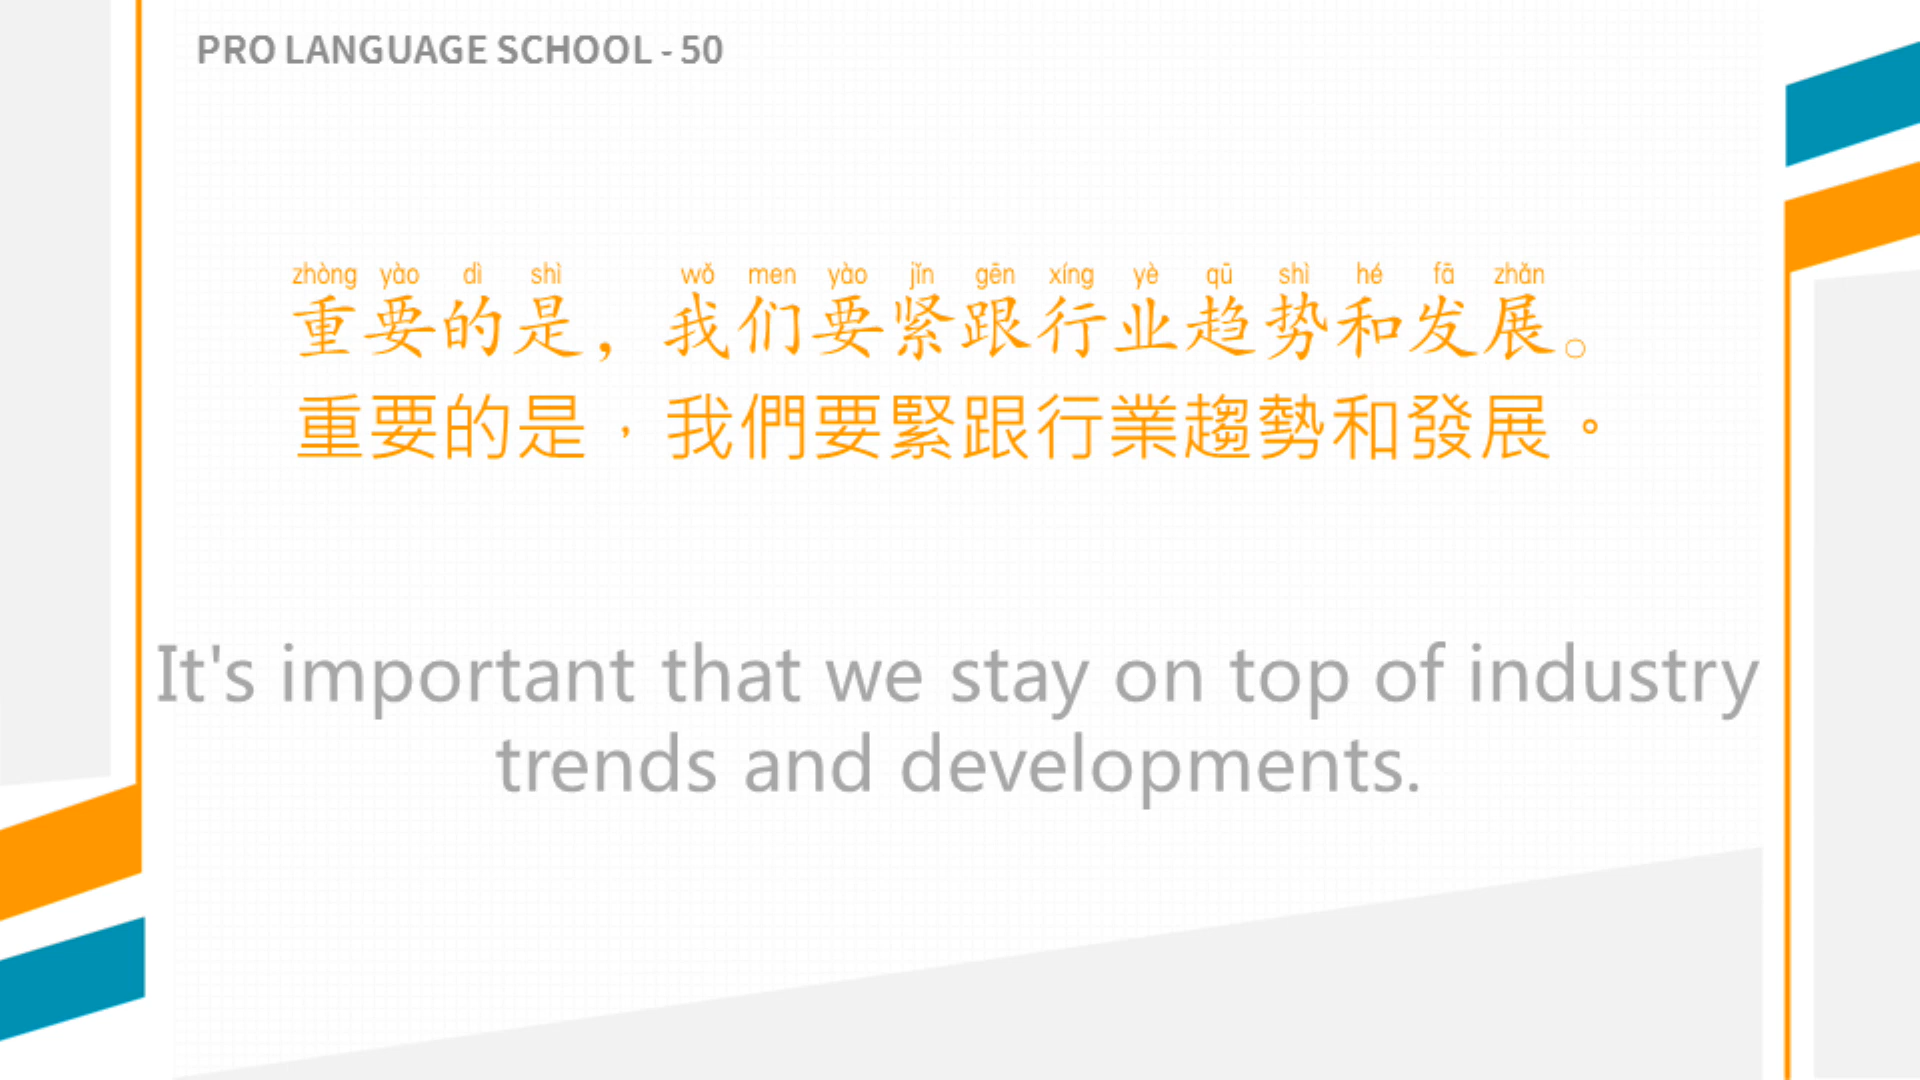 PRO LANGUAGE SCHOOL - 50
zhòng yào dì shì wǒ men yào jǐn gēn xíng yè qū shì hé fā zhǎn
重要的是，我们要紧跟行业趋势和发展。
重要的是，我們要緊跟行業趨勢和發展。
It's important that we stay on top of industry
trends and developments.